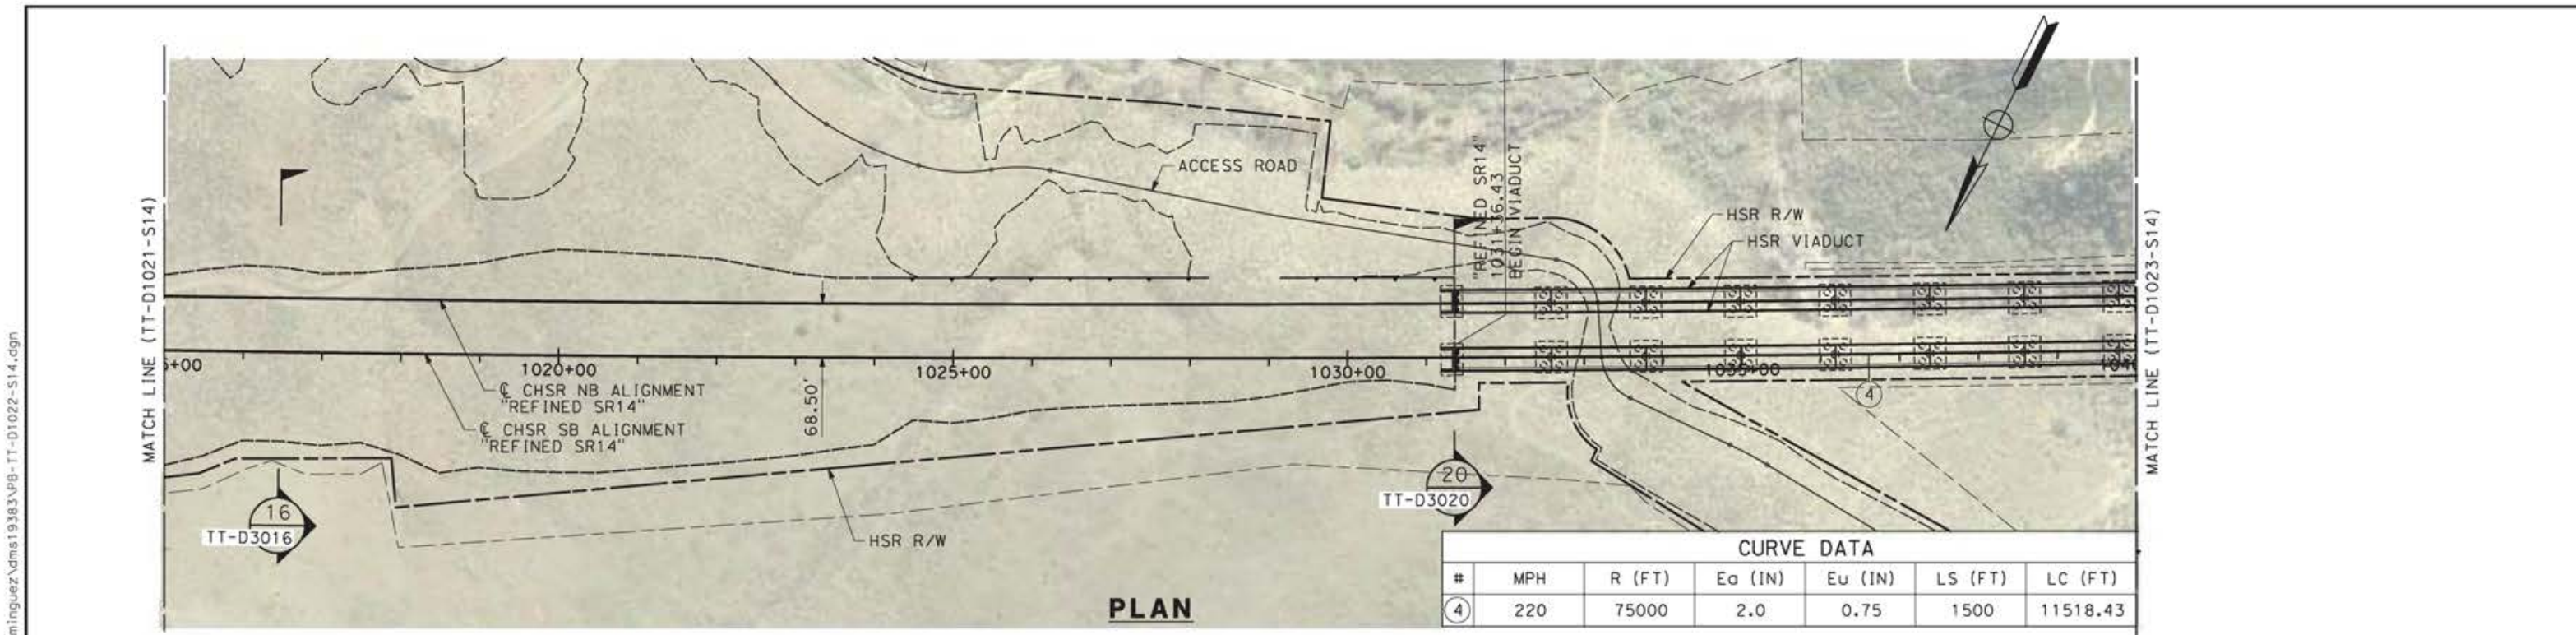 MATCH LINE (TT-D1021-S14)
ACCESS ROAD
"REFINED SR14"
1031+36.43
BEGIN VIADUCT
HSR R/W
HSR VIADUCT
MATCH LINE (TT-D1023-S14)
5+00
1020+00
1025+00
1030+00
1035+00
℄ CHSR NB ALIGNMENT
"REFINED SR14"
℄ CHSR SB ALIGNMENT
"REFINED SR14"
68.50'
4
16
TT-D3016
HSR R/W
20
TT-D3020
PLAN
CURVE DATA
# MPH R (FT) Ea (IN) Eu (IN) LS (FT) LC (FT)
4 220 75000 2.0 0.75 1500 11518.43
minguez\dms19383\PB-TT-D1022-S14.dgn